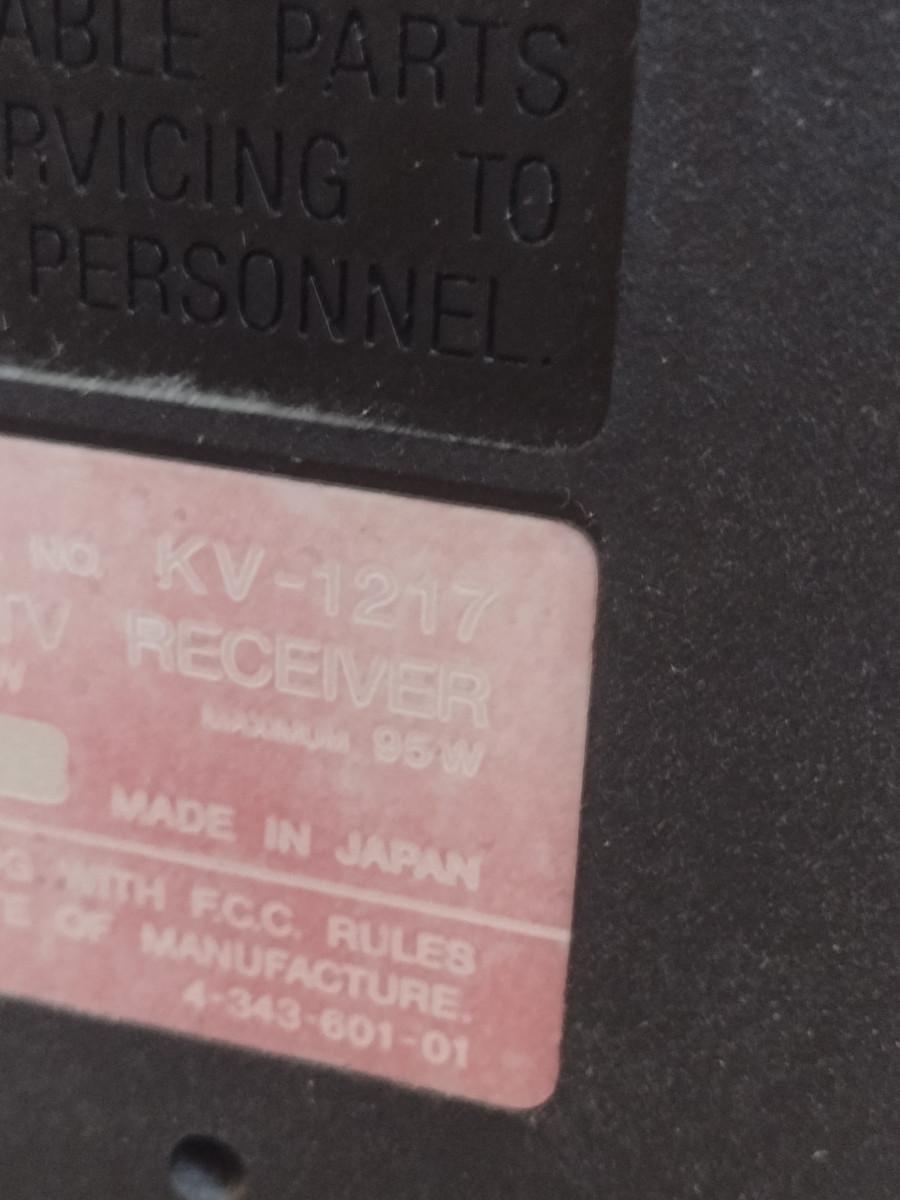 ABLE PARTS
RVICING TO
PERSONNEL.
NO. KV-1217
TV RECEIVER
W
MAXIMUM 95W
MADE IN JAPAN
G WITH F.C.C. RULES
TE OF MANUFACTURE.
4-343-601-01